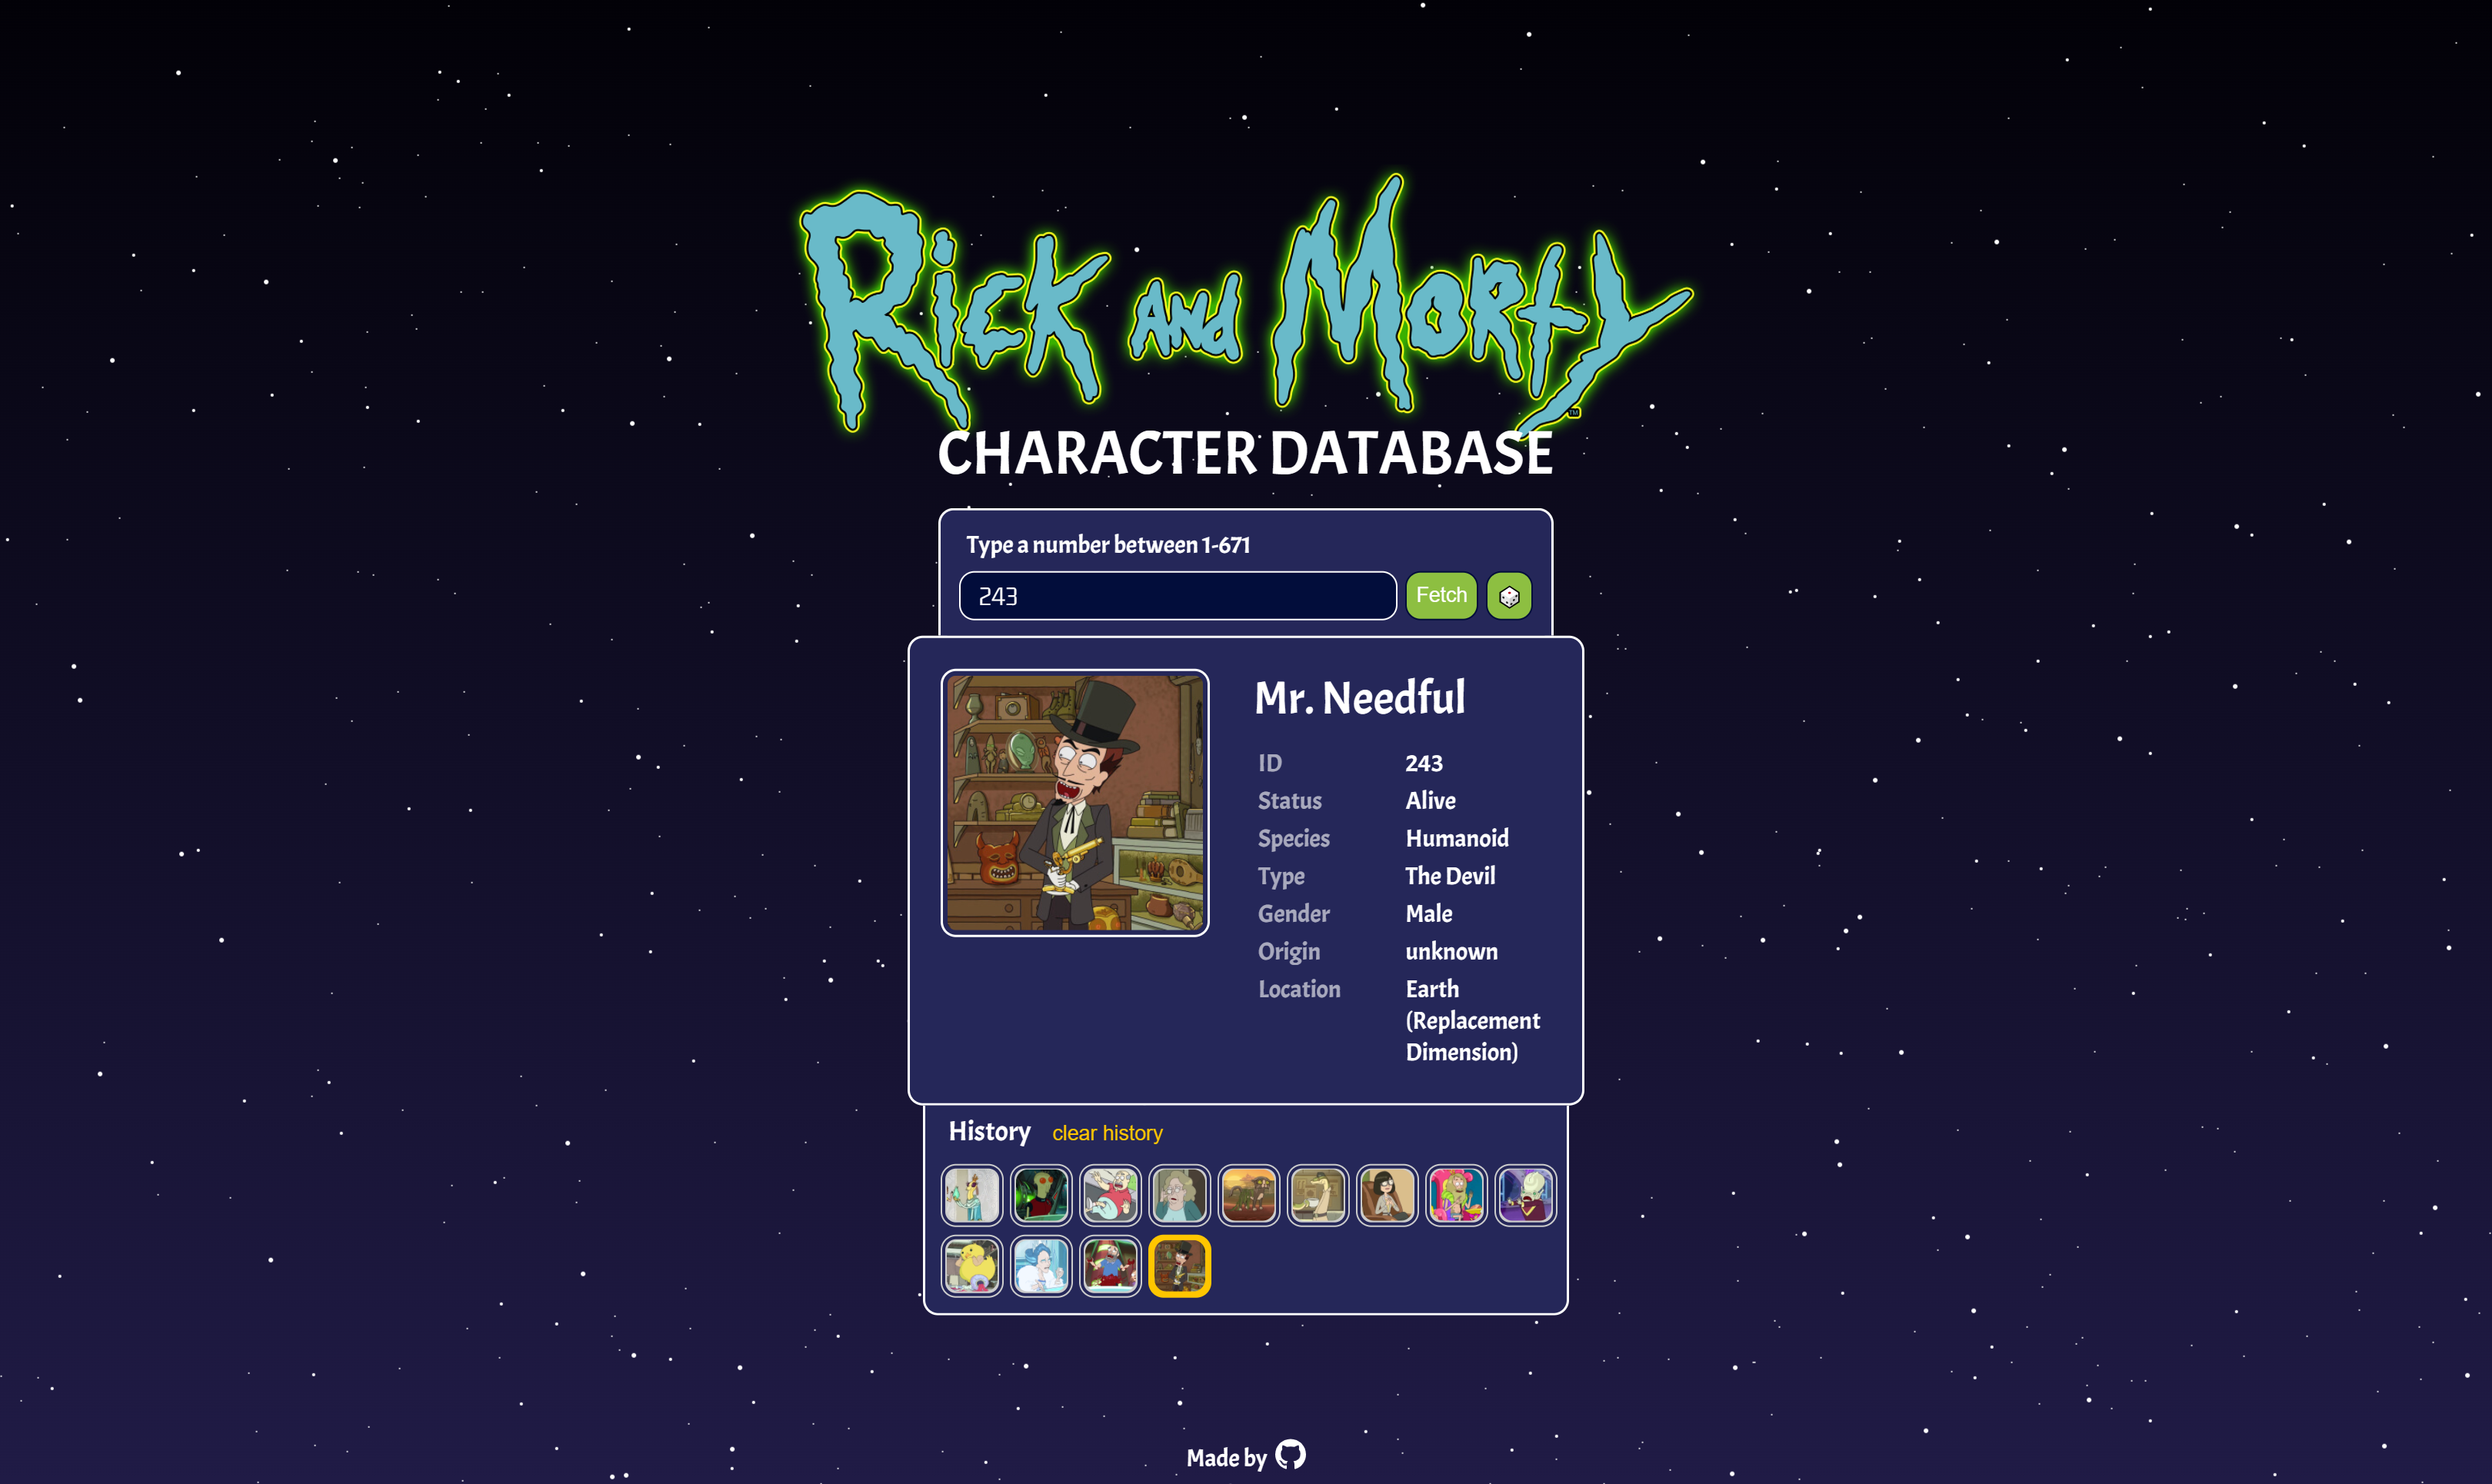 Rick and Morty
TM
CHARACTER DATABASE
Type a number between 1-671
243
Fetch
Mr. Needful
ID 243
Status Alive
Species Humanoid
Type The Devil
Gender Male
Origin unknown
Location Earth
(Replacement
Dimension)
History clear history
Made by